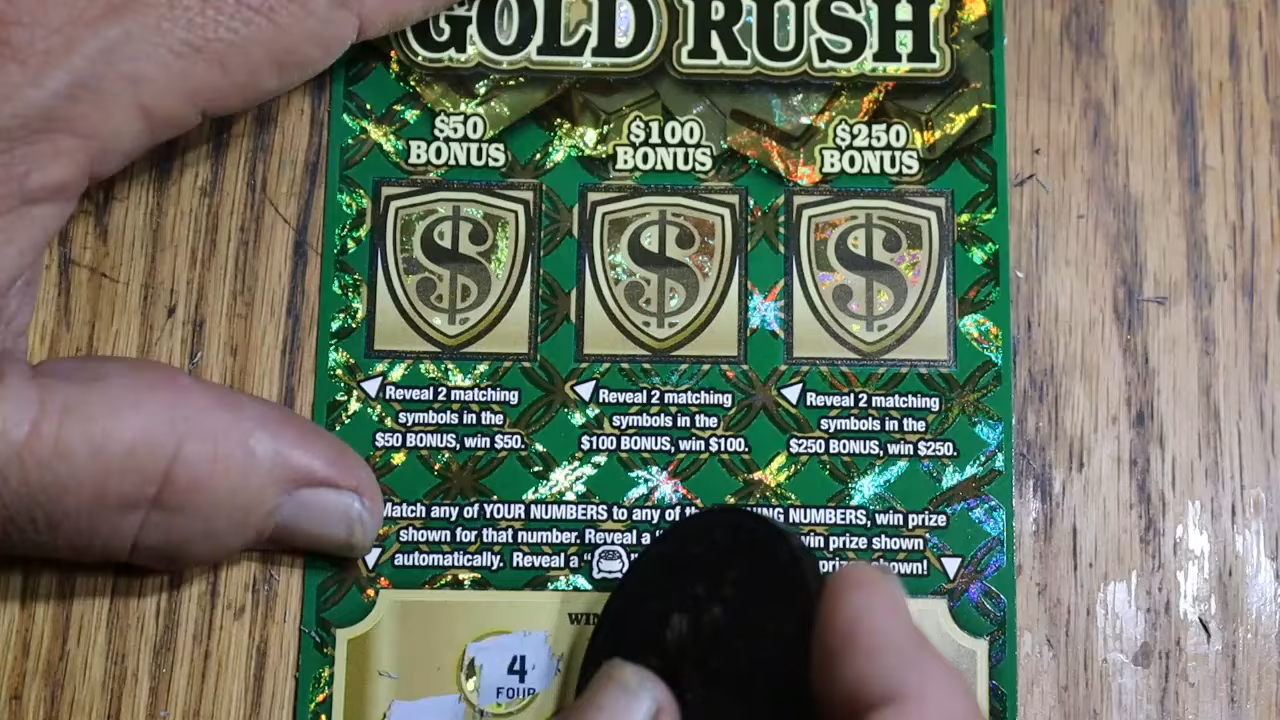 GOLD RUSH
$50 BONUS
$100 BONUS
$250 BONUS
Reveal 2 matching symbols in the $50 BONUS, win $50.
Reveal 2 matching symbols in the $100 BONUS, win $100.
Reveal 2 matching symbols in the $250 BONUS, win $250.
Match any of YOUR NUMBERS to any of NUMBERS, win prize
shown for that number. Reveal a " win prize shown
automatically. Reveal a " prize shown!
4
FOUR